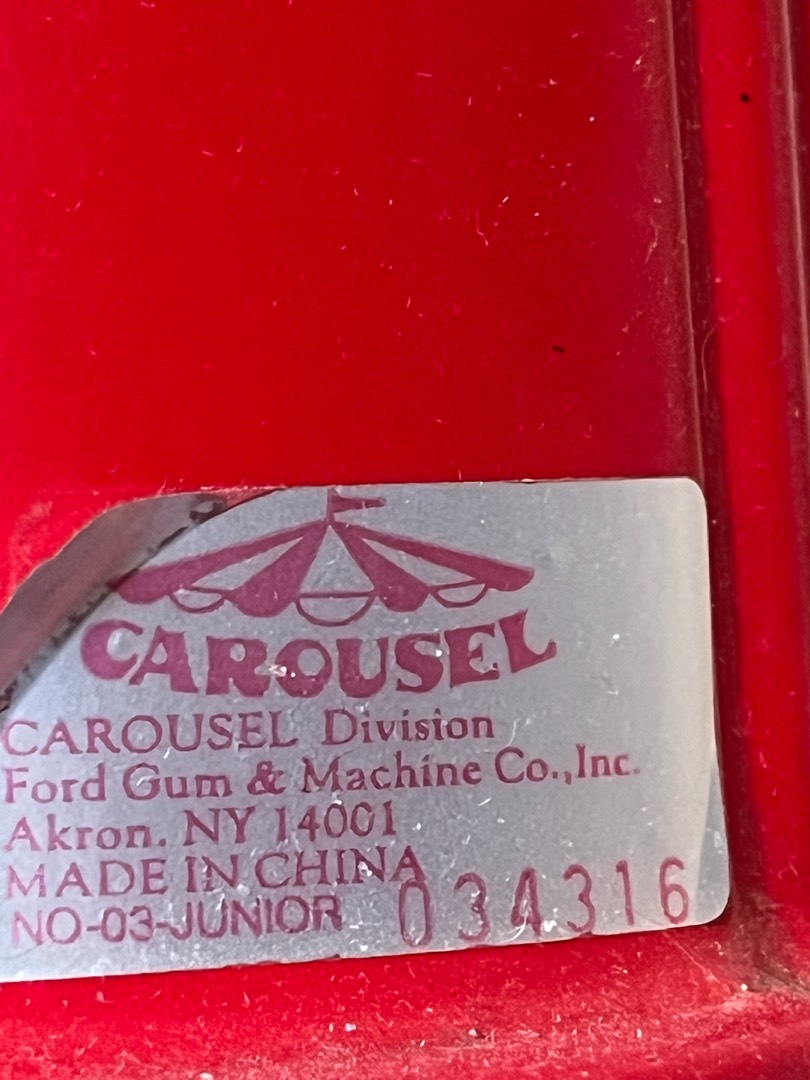 CAROUSEL
CAROUSEL Division
Ford Gum & Machine Co.,Inc.
Akron. NY 14001
MADE IN CHINA
NO-03-JUNIOR 034316